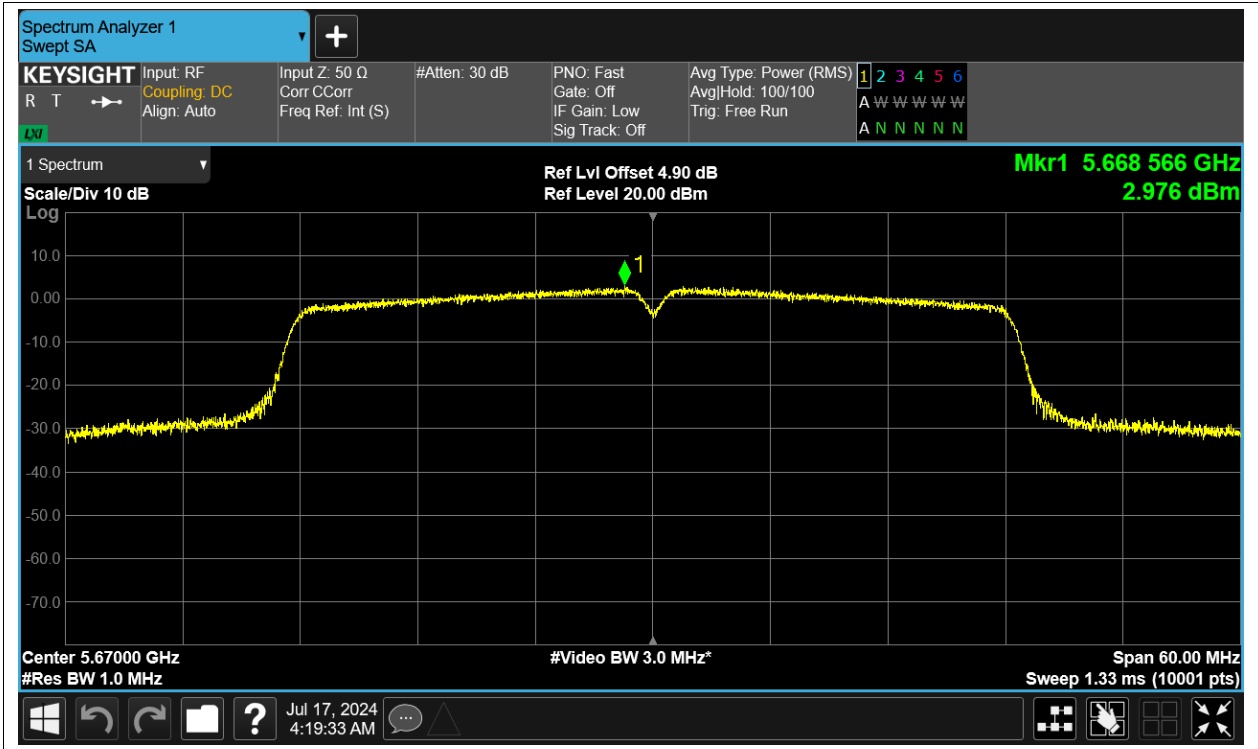 Spectrum Analyzer 1
Swept SA
KEYSIGHT
R T
LXI
Input: RF
Coupling: DC
Align: Auto
Input Z: 50 Ω
Corr CCorr
Freq Ref: Int (S)
#Atten: 30 dB
PNO: Fast
Gate: Off
IF Gain: Low
Sig Track: Off
Avg Type: Power (RMS)
Avg|Hold: 100/100
Trig: Free Run
1 2 3 4 5 6
A W W W W W
A N N N N N
1 Spectrum
Scale/Div 10 dB
Ref Lvl Offset 4.90 dB
Ref Level 20.00 dBm
Mkr1 5.668 566 GHz
2.976 dBm
Log
10.0
0.00
-10.0
-20.0
-30.0
-40.0
-50.0
-60.0
-70.0
1
Center 5.67000 GHz
#Res BW 1.0 MHz
#Video BW 3.0 MHz*
Span 60.00 MHz
Sweep 1.33 ms (10001 pts)
?
Jul 17, 2024
4:19:33 AM